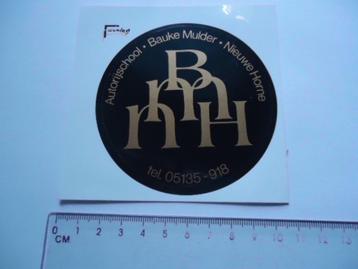 Autorijschool • Bauke Mulder • Nieuwe Horne
B
M
N H
tel. 05135-918
0 1 2 3 4 5 6 7 8 9 10 11 12 13
CM